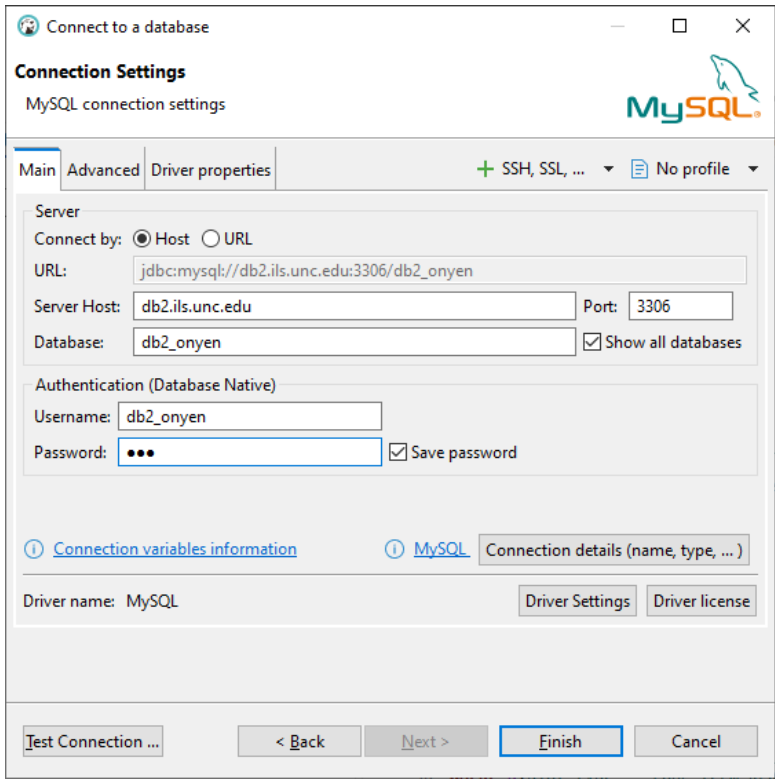 Connect to a database
Connection Settings
MySQL connection settings
MySQL®
Main Advanced Driver properties SSH, SSL, ... No profile
Server
Connect by: Host URL
URL: jdbc:mysql://db2.ils.unc.edu:3306/db2_onyen
Server Host: db2.ils.unc.edu Port: 3306
Database: db2_onyen Show all databases
Authentication (Database Native)
Username: db2_onyen
Password: ••• Save password
Connection variables information MySQL Connection details (name, type, ... )
Driver name: MySQL Driver Settings Driver license
Test Connection ... < Back Next > Finish Cancel